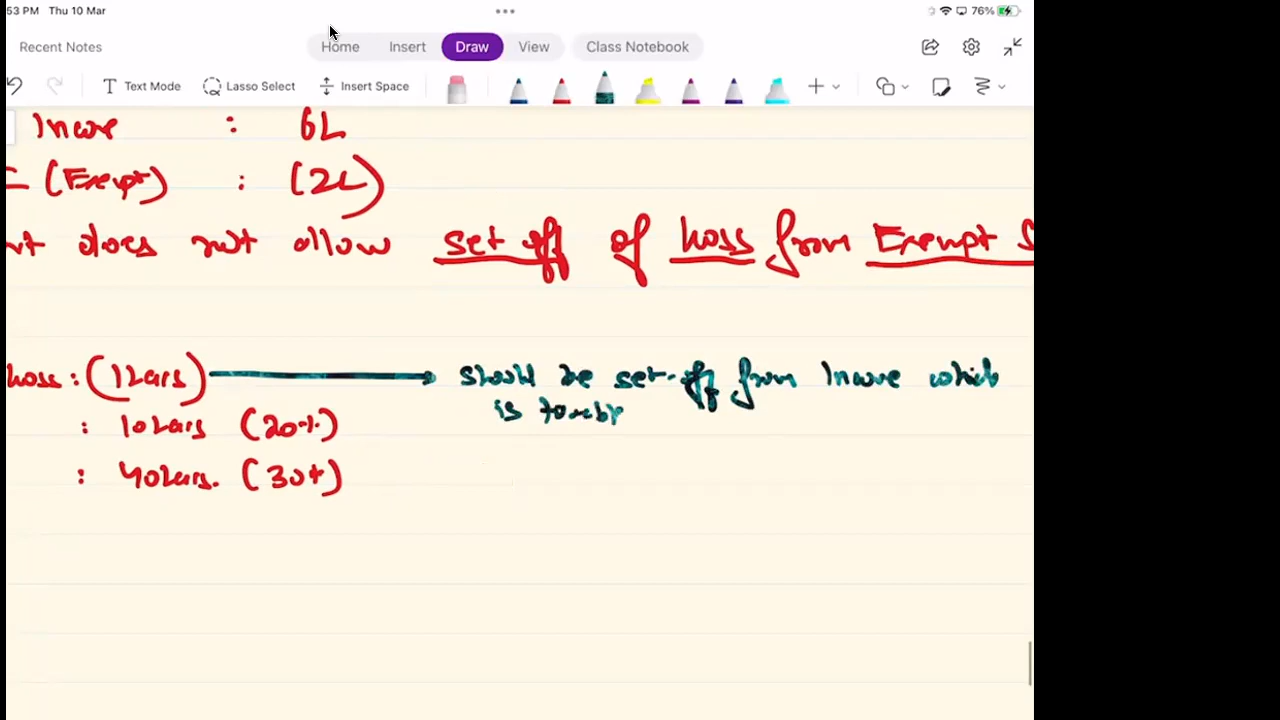 53 PM Thu 10 Mar
76%
Recent Notes
Home Insert Draw View Class Notebook
Text Mode Lasso Select Insert Space
Income : 6L
(Exempt) : (2L)
does not allow set off of Loss from Exempt S
Loss : (1 Lacs) should be set-off from Income which
is taxable
: 10 Lacs (20%)
: 40 Lacs. (30%)